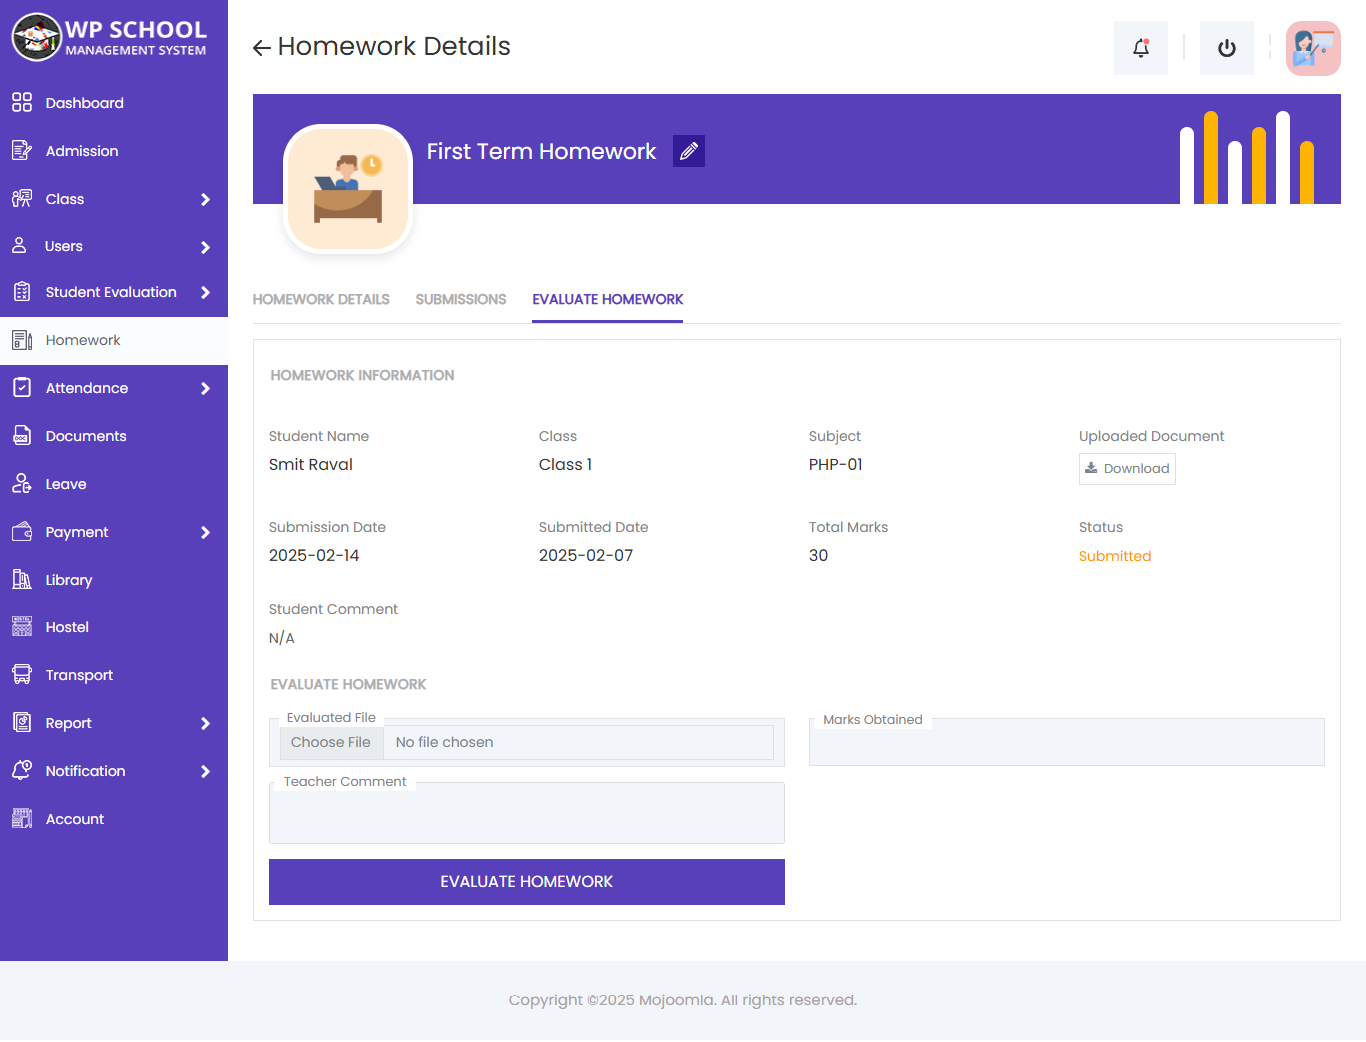 WP SCHOOL
MANAGEMENT SYSTEM
Dashboard
Admission
Class
Users
Student Evaluation
Homework
Attendance
Documents
Leave
Payment
Library
Hostel
Transport
Report
Notification
Account
Homework Details
First Term Homework
HOMEWORK DETAILS SUBMISSIONS EVALUATE HOMEWORK
HOMEWORK INFORMATION
Student Name Class Subject Uploaded Document
Smit Raval Class 1 PHP-01 Download
Submission Date Submitted Date Total Marks Status
2025-02-14 2025-02-07 30 Submitted
Student Comment
N/A
EVALUATE HOMEWORK
Evaluated File Marks Obtained
Choose File No file chosen
Teacher Comment
EVALUATE HOMEWORK
Copyright ©2025 Mojoomla. All rights reserved.